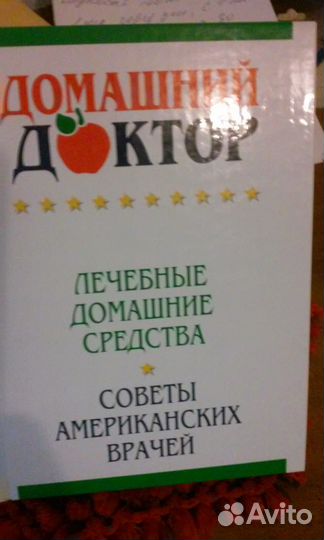 ДОМАШНИЙ
ДОКТОР
ЛЕЧЕБНЫЕ
ДОМАШНИЕ
СРЕДСТВА
СОВЕТЫ
АМЕРИКАНСКИХ
ВРАЧЕЙ
Avito